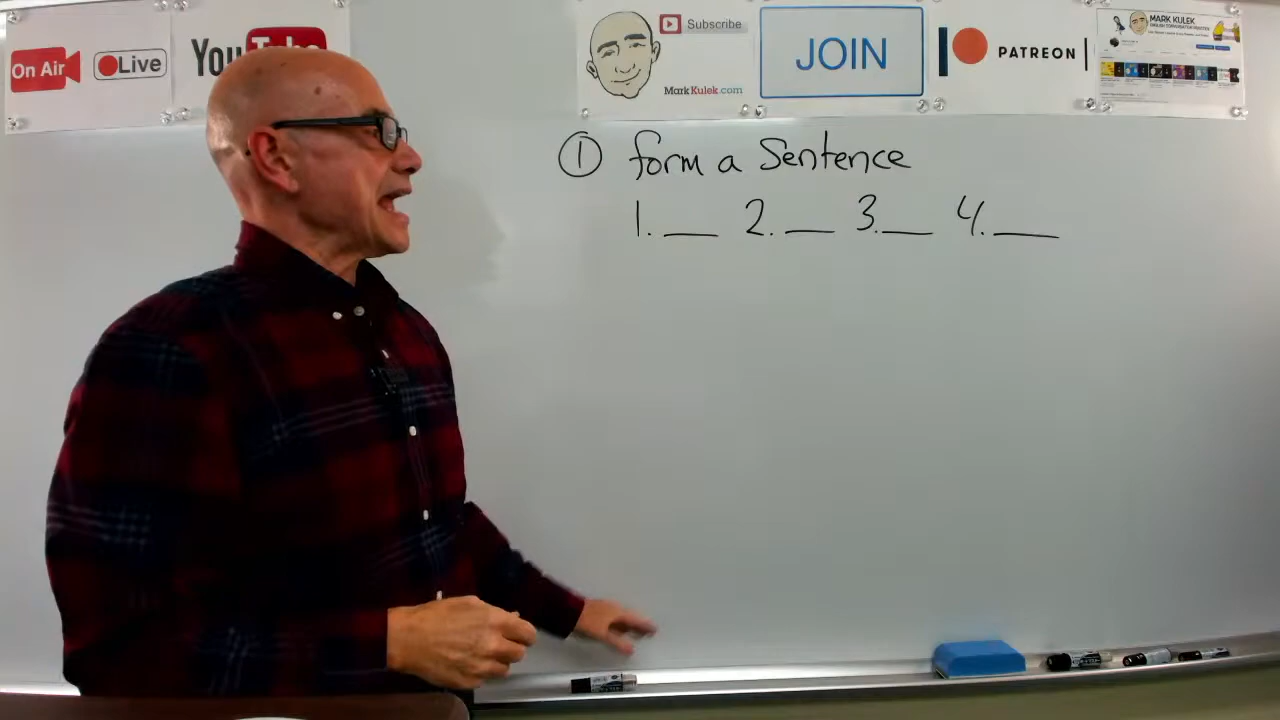 On Air
Live
YouTube
Subscribe
MarkKulek.com
JOIN
PATREON
MARK KULEK
① form a Sentence
1. __ 2. __ 3. __ 4. __